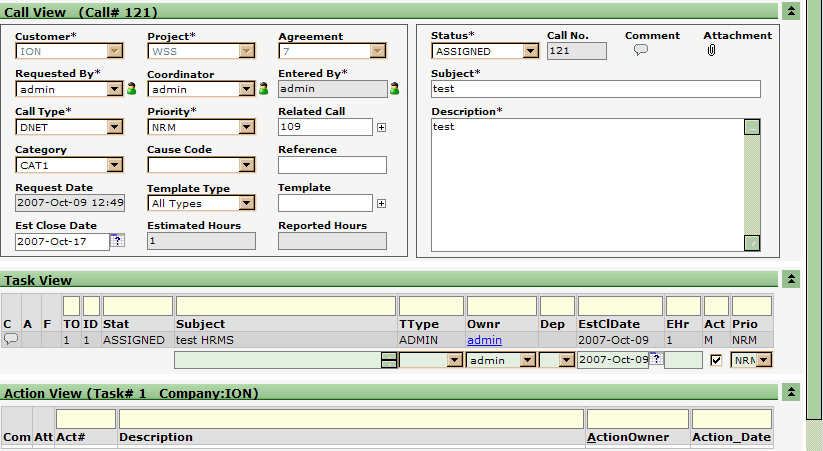 Call View (Call# 121)
Customer* Project* Agreement
ION WSS 7
Requested By* Coordinator Entered By*
admin admin admin
Call Type* Priority* Related Call
DNET NRM 109
Category Cause Code Reference
CAT1
Request Date Template Type Template
2007-Oct-09 12:49 All Types
Est Close Date Estimated Hours Reported Hours
2007-Oct-17 1
Status* Call No. Comment Attachment
ASSIGNED 121
Subject*
test
Description*
test
Task View
C A F TO ID Stat Subject TType Ownr Dep EstClDate EHr Act Prio
1 1 ASSIGNED test HRMS ADMIN admin 2007-Oct-09 1 M NRM
admin 2007-Oct-09 NRM
Action View (Task# 1 Company:ION)
Com Att Act# Description ActionOwner Action_Date